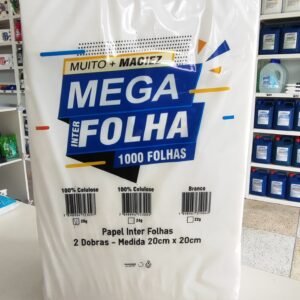 MUITO + MACIEZ
MEGA
INTER FOLHA
1000 FOLHAS
100% Celulose 100% Celulose Branco
Papel Inter Folhas
2 Dobras - Medida 20cm x 20cm